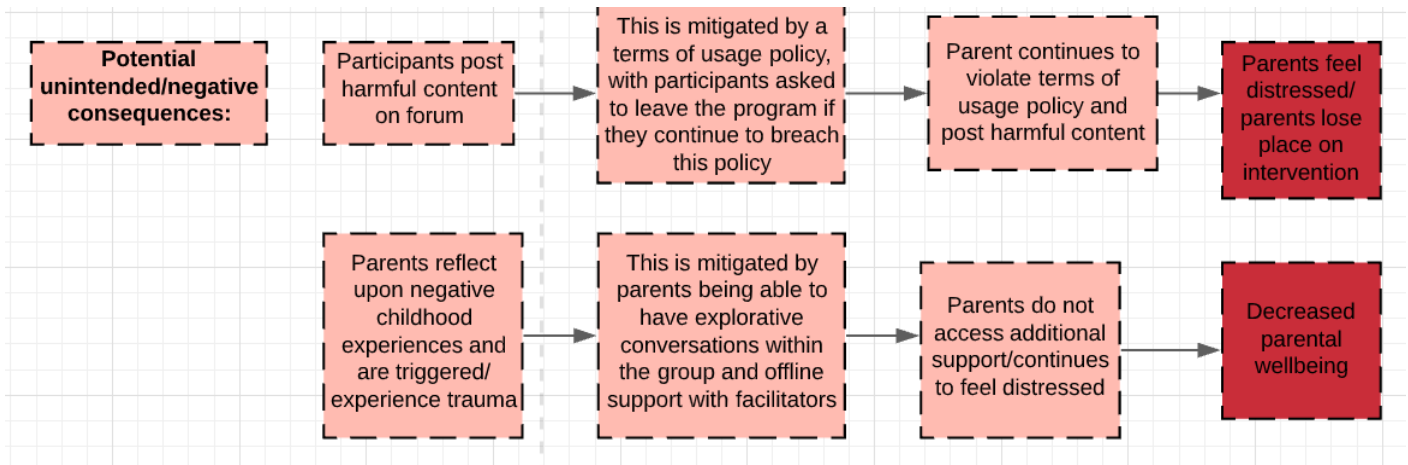 Potential
unintended/negative
consequences:
Participants post
harmful content
on forum
This is mitigated by a
terms of usage policy,
with participants asked
to leave the program if
they continue to breach
this policy
Parent continues to
violate terms of
usage policy and
post harmful content
Parents feel
distressed/
parents lose
place on
intervention
Parents reflect
upon negative
childhood
experiences and
are triggered/
experience trauma
This is mitigated by
parents being able to
have explorative
conversations within
the group and offline
support with facilitators
Parents do not
access additional
support/continues
to feel distressed
Decreased
parental
wellbeing